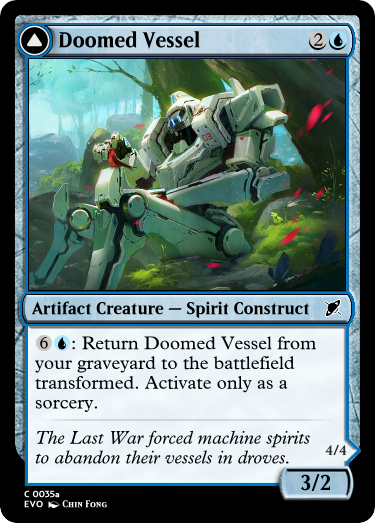 Doomed Vessel 2
Artifact Creature — Spirit Construct
6 : Return Doomed Vessel from
your graveyard to the battlefield
transformed. Activate only as a
sorcery.
The Last War forced machine spirits
to abandon their vessels in droves.
4/4
3/2
C 0035a
EVO Chin Fong